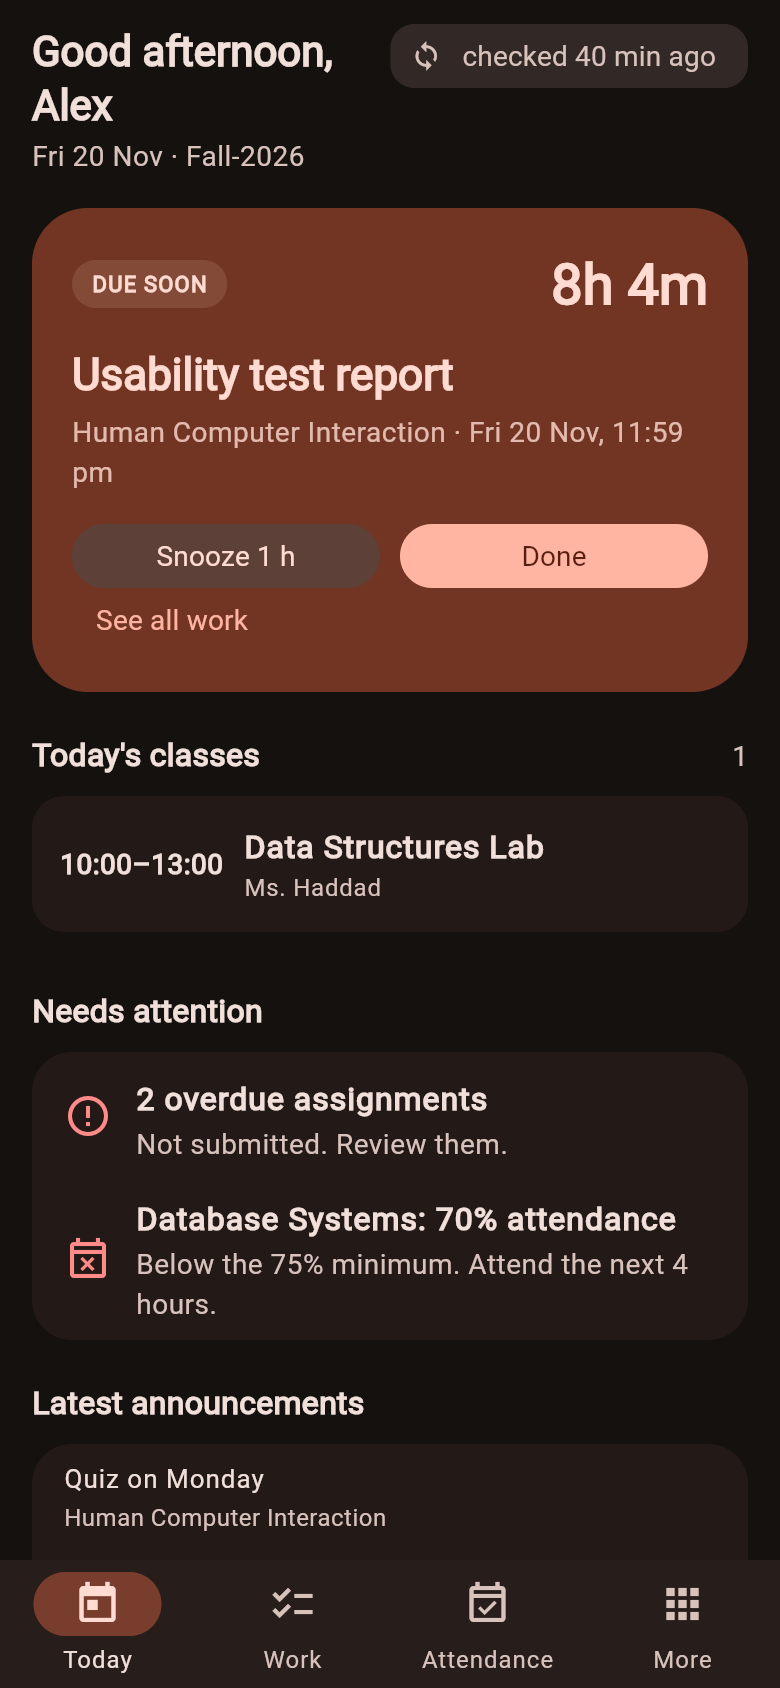 Good afternoon,
Alex
checked 40 min ago
Fri 20 Nov · Fall-2026
DUE SOON
8h 4m
Usability test report
Human Computer Interaction · Fri 20 Nov, 11:59
pm
Snooze 1 h
Done
See all work
Today's classes
1
10:00–13:00
Data Structures Lab
Ms. Haddad
Needs attention
2 overdue assignments
Not submitted. Review them.
Database Systems: 70% attendance
Below the 75% minimum. Attend the next 4
hours.
Latest announcements
Quiz on Monday
Human Computer Interaction
Today
Work
Attendance
More